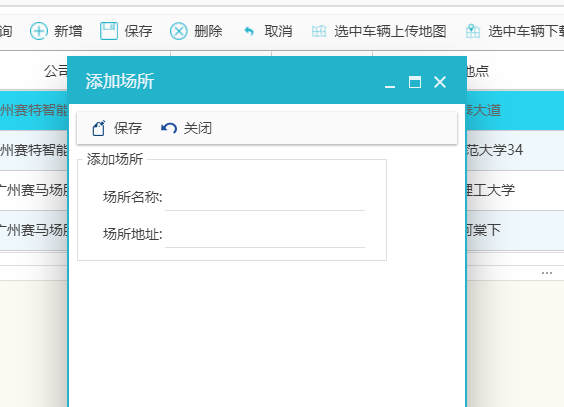 询 新增 保存 删除 取消 选中车辆上传地图 选中车辆下载
公司 地点
添加场所
州赛特智能 大道
保存 关闭
州赛特智能 范大学34
添加场所
广州赛马场 理工大学
场所名称:
广州赛马场 棠下
场所地址:
...